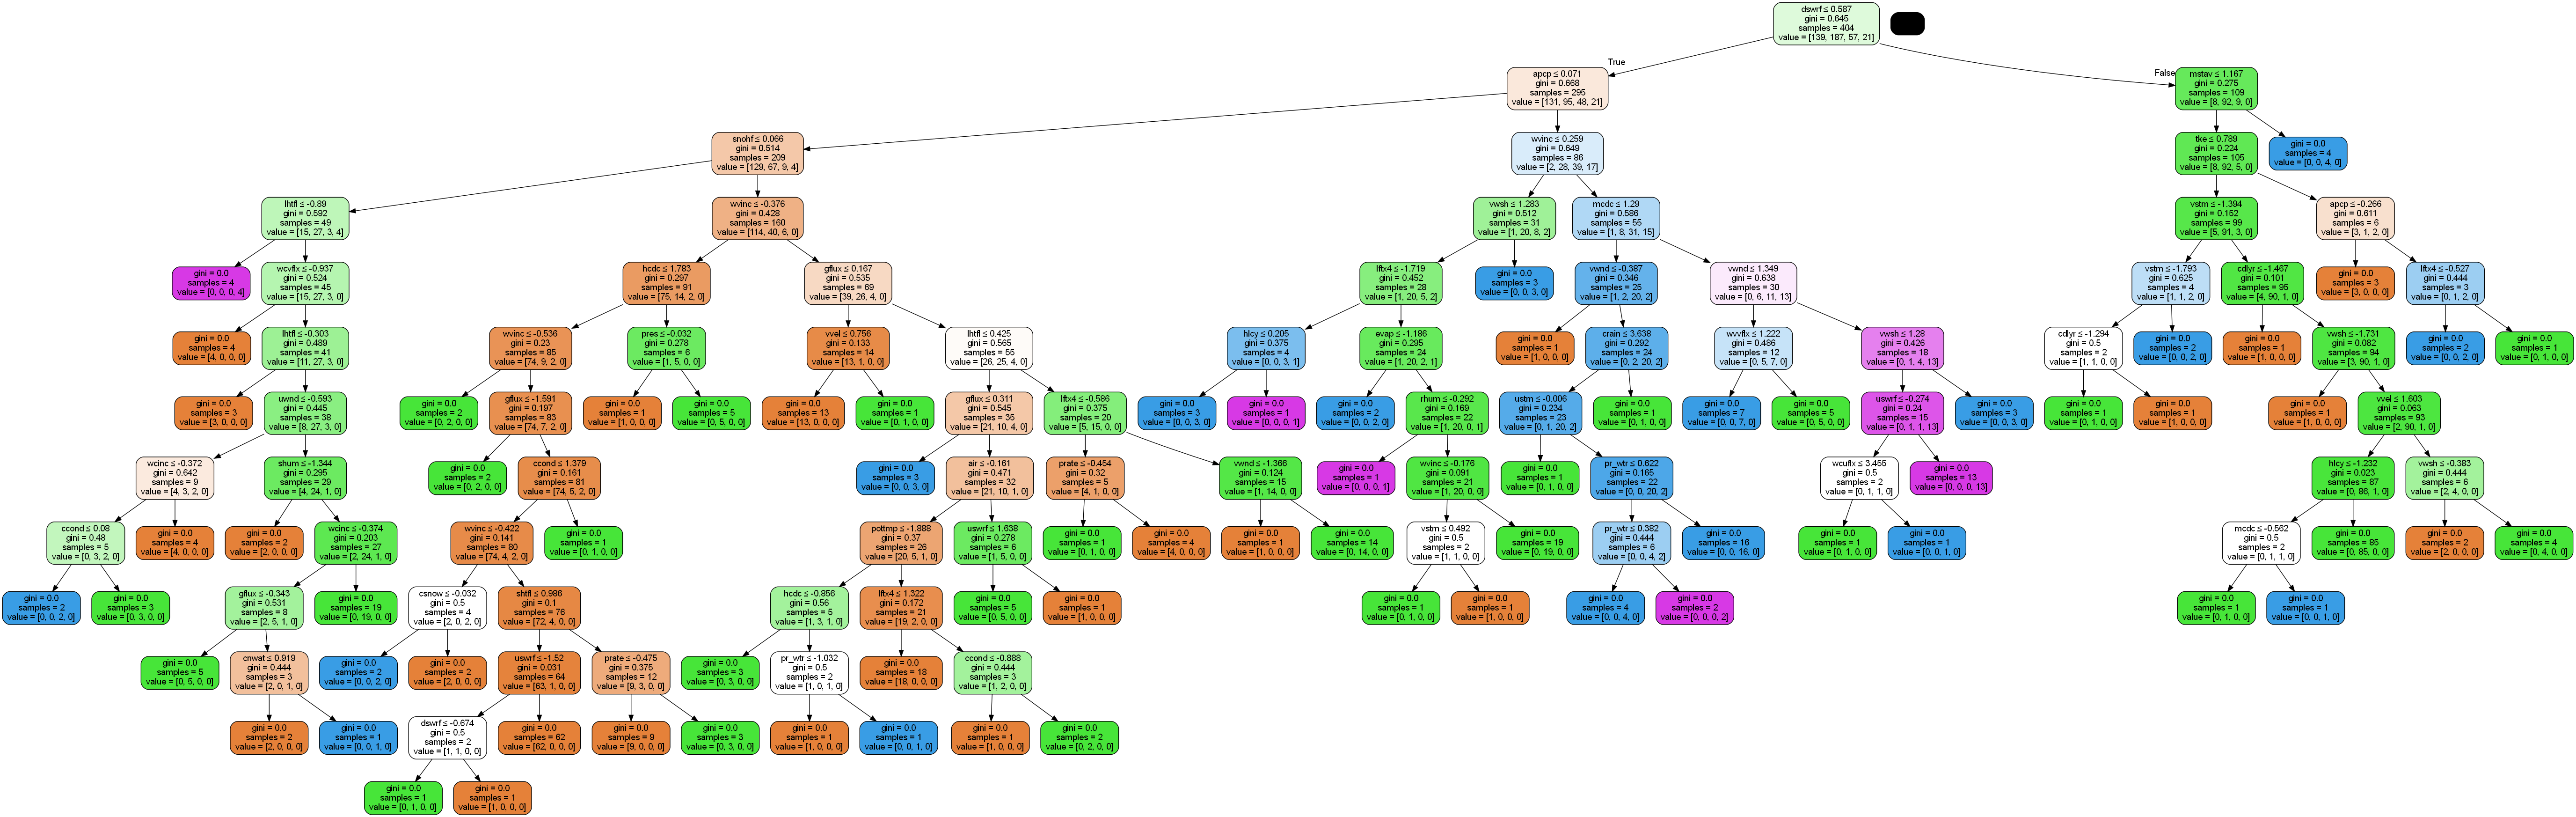 dswrf ≤ 0.587
gini = 0.645
samples = 404
value = [139, 187, 57, 21]
True
False
apcp ≤ 0.071
gini = 0.668
samples = 295
value = [131, 95, 48, 21]
mstav ≤ 1.167
gini = 0.275
samples = 109
value = [8, 92, 9, 0]
snohf ≤ 0.066
gini = 0.514
samples = 209
value = [129, 67, 9, 4]
wvinc ≤ 0.259
gini = 0.649
samples = 86
value = [2, 28, 39, 17]
tke ≤ 0.789
gini = 0.224
samples = 105
value = [8, 92, 5, 0]
gini = 0.0
samples = 4
value = [0, 0, 4, 0]
lhtfl ≤ -0.89
gini = 0.592
samples = 49
value = [15, 27, 3, 4]
wvinc ≤ -0.376
gini = 0.428
samples = 160
value = [114, 40, 6, 0]
vwsh ≤ 1.283
gini = 0.512
samples = 31
value = [1, 20, 8, 2]
mcdc ≤ 1.29
gini = 0.586
samples = 55
value = [1, 8, 31, 15]
vstm ≤ -1.394
gini = 0.152
samples = 99
value = [5, 91, 3, 0]
apcp ≤ -0.266
gini = 0.611
samples = 6
value = [3, 1, 2, 0]
gini = 0.0
samples = 4
value = [0, 0, 0, 4]
wcvflx ≤ -0.937
gini = 0.524
samples = 45
value = [15, 27, 3, 0]
hcdc ≤ 1.783
gini = 0.297
samples = 91
value = [75, 14, 2, 0]
gflux ≤ 0.167
gini = 0.535
samples = 69
value = [39, 26, 4, 0]
lftx4 ≤ -1.719
gini = 0.452
samples = 28
value = [1, 20, 5, 2]
gini = 0.0
samples = 3
value = [0, 0, 3, 0]
vwnd ≤ -0.387
gini = 0.346
samples = 25
value = [1, 2, 20, 2]
vwnd ≤ 1.349
gini = 0.638
samples = 30
value = [0, 6, 11, 13]
vstm ≤ -1.793
gini = 0.625
samples = 4
value = [1, 1, 2, 0]
cdlyr ≤ -1.467
gini = 0.101
samples = 95
value = [4, 90, 1, 0]
gini = 0.0
samples = 3
value = [3, 0, 0, 0]
lftx4 ≤ -0.527
gini = 0.444
samples = 3
value = [0, 1, 2, 0]
gini = 0.0
samples = 4
value = [4, 0, 0, 0]
lhtfl ≤ -0.303
gini = 0.489
samples = 41
value = [11, 27, 3, 0]
wvinc ≤ -0.536
gini = 0.23
samples = 85
value = [74, 9, 2, 0]
pres ≤ -0.032
gini = 0.278
samples = 6
value = [1, 5, 0, 0]
vvel ≤ 0.756
gini = 0.133
samples = 14
value = [13, 1, 0, 0]
lhtfl ≤ 0.425
gini = 0.565
samples = 55
value = [26, 25, 4, 0]
hlcy ≤ 0.205
gini = 0.375
samples = 4
value = [0, 0, 3, 1]
evap ≤ -1.186
gini = 0.295
samples = 24
value = [1, 20, 2, 1]
gini = 0.0
samples = 1
value = [1, 0, 0, 0]
crain ≤ 3.638
gini = 0.292
samples = 24
value = [0, 2, 20, 2]
wvvflx ≤ 1.222
gini = 0.486
samples = 12
value = [0, 5, 7, 0]
vwsh ≤ 1.28
gini = 0.426
samples = 18
value = [0, 1, 4, 13]
cdlyr ≤ -1.294
gini = 0.5
samples = 2
value = [1, 1, 0, 0]
gini = 0.0
samples = 2
value = [0, 0, 2, 0]
gini = 0.0
samples = 1
value = [1, 0, 0, 0]
vwsh ≤ -1.731
gini = 0.082
samples = 94
value = [3, 90, 1, 0]
gini = 0.0
samples = 2
value = [0, 0, 2, 0]
gini = 0.0
samples = 1
value = [0, 1, 0, 0]
gini = 0.0
samples = 3
value = [3, 0, 0, 0]
uwnd ≤ -0.593
gini = 0.445
samples = 38
value = [8, 27, 3, 0]
gini = 0.0
samples = 2
value = [0, 2, 0, 0]
gflux ≤ -1.591
gini = 0.197
samples = 83
value = [74, 7, 2, 0]
gini = 0.0
samples = 1
value = [1, 0, 0, 0]
gini = 0.0
samples = 5
value = [0, 5, 0, 0]
gini = 0.0
samples = 13
value = [13, 0, 0, 0]
gini = 0.0
samples = 1
value = [0, 1, 0, 0]
gflux ≤ 0.311
gini = 0.545
samples = 35
value = [21, 10, 4, 0]
lftx4 ≤ -0.586
gini = 0.375
samples = 20
value = [5, 15, 0, 0]
gini = 0.0
samples = 3
value = [0, 0, 3, 0]
gini = 0.0
samples = 1
value = [0, 0, 0, 1]
gini = 0.0
samples = 2
value = [0, 0, 2, 0]
rhum ≤ -0.292
gini = 0.169
samples = 22
value = [1, 20, 0, 1]
ustm ≤ -0.006
gini = 0.234
samples = 23
value = [0, 1, 20, 2]
gini = 0.0
samples = 1
value = [0, 1, 0, 0]
gini = 0.0
samples = 7
value = [0, 0, 7, 0]
gini = 0.0
samples = 5
value = [0, 5, 0, 0]
uswrf ≤ -0.274
gini = 0.24
samples = 15
value = [0, 1, 1, 13]
gini = 0.0
samples = 3
value = [0, 0, 3, 0]
gini = 0.0
samples = 1
value = [0, 1, 0, 0]
gini = 0.0
samples = 1
value = [1, 0, 0, 0]
gini = 0.0
samples = 1
value = [1, 0, 0, 0]
vvel ≤ 1.603
gini = 0.063
samples = 93
value = [2, 90, 1, 0]
wcinc ≤ -0.372
gini = 0.642
samples = 9
value = [4, 3, 2, 0]
shum ≤ -1.344
gini = 0.295
samples = 29
value = [4, 24, 1, 0]
gini = 0.0
samples = 2
value = [0, 2, 0, 0]
ccond ≤ 1.379
gini = 0.161
samples = 81
value = [74, 5, 2, 0]
gini = 0.0
samples = 3
value = [0, 0, 3, 0]
air ≤ -0.161
gini = 0.471
samples = 32
value = [21, 10, 1, 0]
prate ≤ -0.454
gini = 0.32
samples = 5
value = [4, 1, 0, 0]
vwnd ≤ -1.366
gini = 0.124
samples = 15
value = [1, 14, 0, 0]
gini = 0.0
samples = 1
value = [0, 0, 0, 1]
wvinc ≤ -0.176
gini = 0.091
samples = 21
value = [1, 20, 0, 0]
gini = 0.0
samples = 1
value = [0, 1, 0, 0]
pr_wtr ≤ 0.622
gini = 0.165
samples = 22
value = [0, 0, 20, 2]
wcuflx ≤ 3.455
gini = 0.5
samples = 2
value = [0, 1, 1, 0]
gini = 0.0
samples = 13
value = [0, 0, 0, 13]
hlcy ≤ -1.232
gini = 0.023
samples = 87
value = [0, 86, 1, 0]
vwsh ≤ -0.383
gini = 0.444
samples = 6
value = [2, 4, 0, 0]
ccond ≤ 0.08
gini = 0.48
samples = 5
value = [0, 3, 2, 0]
gini = 0.0
samples = 4
value = [4, 0, 0, 0]
gini = 0.0
samples = 2
value = [2, 0, 0, 0]
wcinc ≤ -0.374
gini = 0.203
samples = 27
value = [2, 24, 1, 0]
wvinc ≤ -0.422
gini = 0.141
samples = 80
value = [74, 4, 2, 0]
gini = 0.0
samples = 1
value = [0, 1, 0, 0]
pottmp ≤ -1.888
gini = 0.37
samples = 26
value = [20, 5, 1, 0]
uswrf ≤ 1.638
gini = 0.278
samples = 6
value = [1, 5, 0, 0]
gini = 0.0
samples = 1
value = [0, 1, 0, 0]
gini = 0.0
samples = 4
value = [4, 0, 0, 0]
gini = 0.0
samples = 1
value = [1, 0, 0, 0]
gini = 0.0
samples = 14
value = [0, 14, 0, 0]
vstm ≤ 0.492
gini = 0.5
samples = 2
value = [1, 1, 0, 0]
gini = 0.0
samples = 19
value = [0, 19, 0, 0]
pr_wtr ≤ 0.382
gini = 0.444
samples = 6
value = [0, 0, 4, 2]
gini = 0.0
samples = 16
value = [0, 0, 16, 0]
gini = 0.0
samples = 1
value = [0, 1, 0, 0]
gini = 0.0
samples = 1
value = [0, 0, 1, 0]
mcdc ≤ -0.562
gini = 0.5
samples = 2
value = [0, 1, 1, 0]
gini = 0.0
samples = 85
value = [0, 85, 0, 0]
gini = 0.0
samples = 2
value = [2, 0, 0, 0]
gini = 0.0
samples = 4
value = [0, 4, 0, 0]
gini = 0.0
samples = 2
value = [0, 0, 2, 0]
gini = 0.0
samples = 3
value = [0, 3, 0, 0]
gflux ≤ -0.343
gini = 0.531
samples = 8
value = [2, 5, 1, 0]
gini = 0.0
samples = 19
value = [0, 19, 0, 0]
csnow ≤ -0.032
gini = 0.5
samples = 4
value = [2, 0, 2, 0]
shtfl ≤ 0.986
gini = 0.1
samples = 76
value = [72, 4, 0, 0]
hcdc ≤ -0.856
gini = 0.56
samples = 5
value = [1, 3, 1, 0]
lftx4 ≤ 1.322
gini = 0.172
samples = 21
value = [19, 2, 0, 0]
gini = 0.0
samples = 5
value = [0, 5, 0, 0]
gini = 0.0
samples = 1
value = [1, 0, 0, 0]
gini = 0.0
samples = 1
value = [0, 1, 0, 0]
gini = 0.0
samples = 1
value = [1, 0, 0, 0]
gini = 0.0
samples = 4
value = [0, 0, 4, 0]
gini = 0.0
samples = 2
value = [0, 0, 0, 2]
gini = 0.0
samples = 1
value = [0, 1, 0, 0]
gini = 0.0
samples = 1
value = [0, 0, 1, 0]
gini = 0.0
samples = 5
value = [0, 5, 0, 0]
cnwat ≤ 0.919
gini = 0.444
samples = 3
value = [2, 0, 1, 0]
gini = 0.0
samples = 2
value = [0, 0, 2, 0]
gini = 0.0
samples = 2
value = [2, 0, 0, 0]
uswrf ≤ -1.52
gini = 0.031
samples = 64
value = [63, 1, 0, 0]
prate ≤ -0.475
gini = 0.375
samples = 12
value = [9, 3, 0, 0]
gini = 0.0
samples = 3
value = [0, 3, 0, 0]
pr_wtr ≤ -1.032
gini = 0.5
samples = 2
value = [1, 0, 1, 0]
gini = 0.0
samples = 18
value = [18, 0, 0, 0]
ccond ≤ -0.888
gini = 0.444
samples = 3
value = [1, 2, 0, 0]
gini = 0.0
samples = 2
value = [2, 0, 0, 0]
gini = 0.0
samples = 1
value = [0, 0, 1, 0]
dswrf ≤ -0.674
gini = 0.5
samples = 2
value = [1, 1, 0, 0]
gini = 0.0
samples = 62
value = [62, 0, 0, 0]
gini = 0.0
samples = 9
value = [9, 0, 0, 0]
gini = 0.0
samples = 3
value = [0, 3, 0, 0]
gini = 0.0
samples = 1
value = [1, 0, 0, 0]
gini = 0.0
samples = 1
value = [0, 0, 1, 0]
gini = 0.0
samples = 1
value = [1, 0, 0, 0]
gini = 0.0
samples = 2
value = [0, 2, 0, 0]
gini = 0.0
samples = 1
value = [0, 1, 0, 0]
gini = 0.0
samples = 1
value = [1, 0, 0, 0]